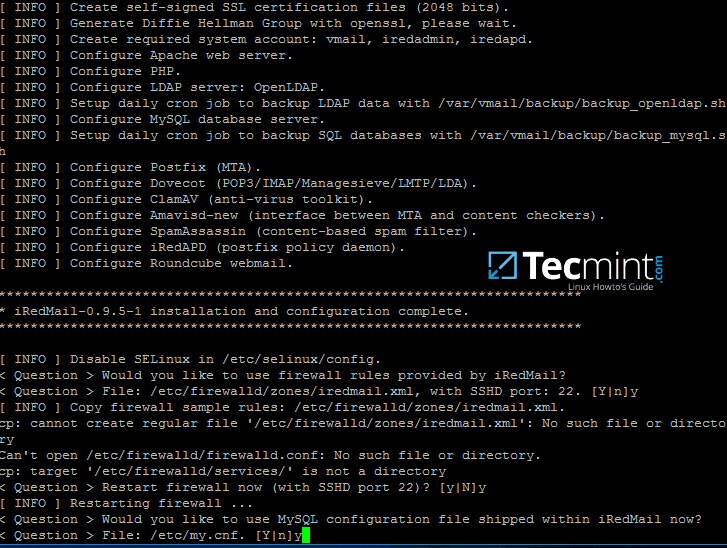 [ INFO ] Create self-signed SSL certification files (2048 bits).
[ INFO ] Generate Diffie Hellman Group with openssl, please wait.
[ INFO ] Create required system account: vmail, iredadmin, iredapd.
[ INFO ] Configure Apache web server.
[ INFO ] Configure PHP.
[ INFO ] Configure LDAP server: OpenLDAP.
[ INFO ] Setup daily cron job to backup LDAP data with /var/vmail/backup/backup_openldap.sh
[ INFO ] Configure MySQL database server.
[ INFO ] Setup daily cron job to backup SQL databases with /var/vmail/backup/backup_mysql.s
h
[ INFO ] Configure Postfix (MTA).
[ INFO ] Configure Dovecot (POP3/IMAP/Managesieve/LMTP/LDA).
[ INFO ] Configure ClamAV (anti-virus toolkit).
[ INFO ] Configure Amavisd-new (interface between MTA and content checkers).
[ INFO ] Configure SpamAssassin (content-based spam filter).
[ INFO ] Configure iRedAPD (postfix policy daemon).
[ INFO ] Configure Roundcube webmail.
Tecmint.com
Linux Howto's Guide
*************************************************************************
* iRedMail-0.9.5-1 installation and configuration complete.
*************************************************************************
[ INFO ] Disable SELinux in /etc/selinux/config.
< Question > Would you like to use firewall rules provided by iRedMail?
< Question > File: /etc/firewalld/zones/iredmail.xml, with SSHD port: 22. [Y|n]y
[ INFO ] Copy firewall sample rules: /etc/firewalld/zones/iredmail.xml.
cp: cannot create regular file '/etc/firewalld/zones/iredmail.xml': No such file or directo
ry
Can't open /etc/firewalld/firewalld.conf: No such file or directory.
cp: target '/etc/firewalld/services/' is not a directory
< Question > Restart firewall now (with SSHD port 22)? [y|N]y
[ INFO ] Restarting firewall ...
< Question > Would you like to use MySQL configuration file shipped within iRedMail now?
< Question > File: /etc/my.cnf. [Y|n]y